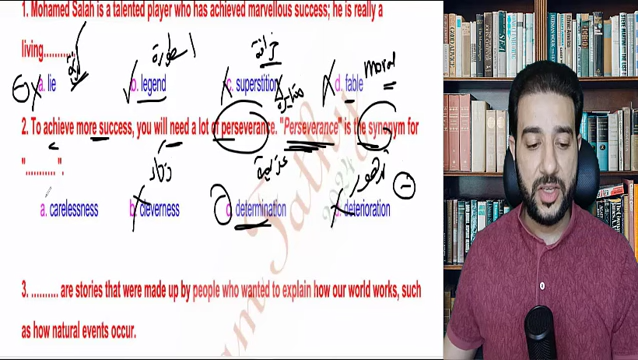 1. Mohamed Salah is a talented player who has achieved marvellous success; he is really a
living...........
اسطورة
خرافة
moral
a. lie
b. legend
c. superstition
d. fable
مثابرة
2. To achieve more success, you will need a lot of perseverance. "Perseverance" is the synonym for
".......... ".
ذكاء
عزيمة
تدهور
a. carelessness
b. cleverness
c. determination
d. deterioration
3. ......... are stories that were made up by people who wanted to explain how our world works, such
as how natural events occur.